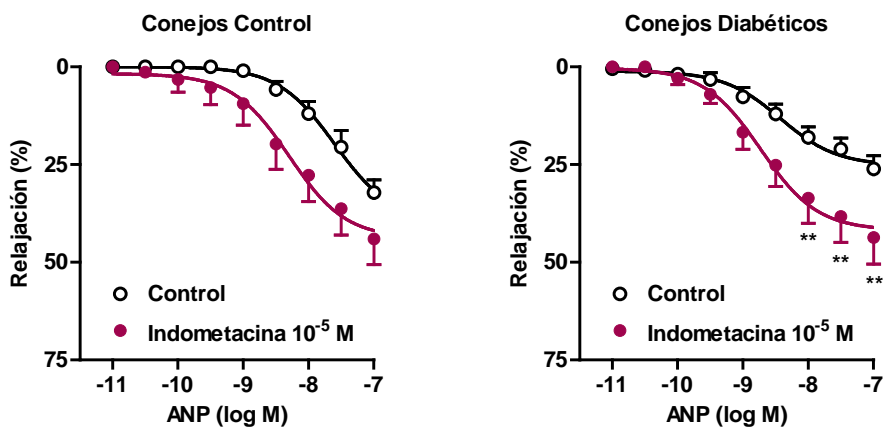 Conejos Control
0
25
50
75
Relajación (%)
Control
Indometacina 10⁻⁵ M
-11 -10 -9 -8 -7
ANP (log M)
Conejos Diabéticos
0
25
50
75
Relajación (%)
**
**
**
Control
Indometacina 10⁻⁵ M
-11 -10 -9 -8 -7
ANP (log M)